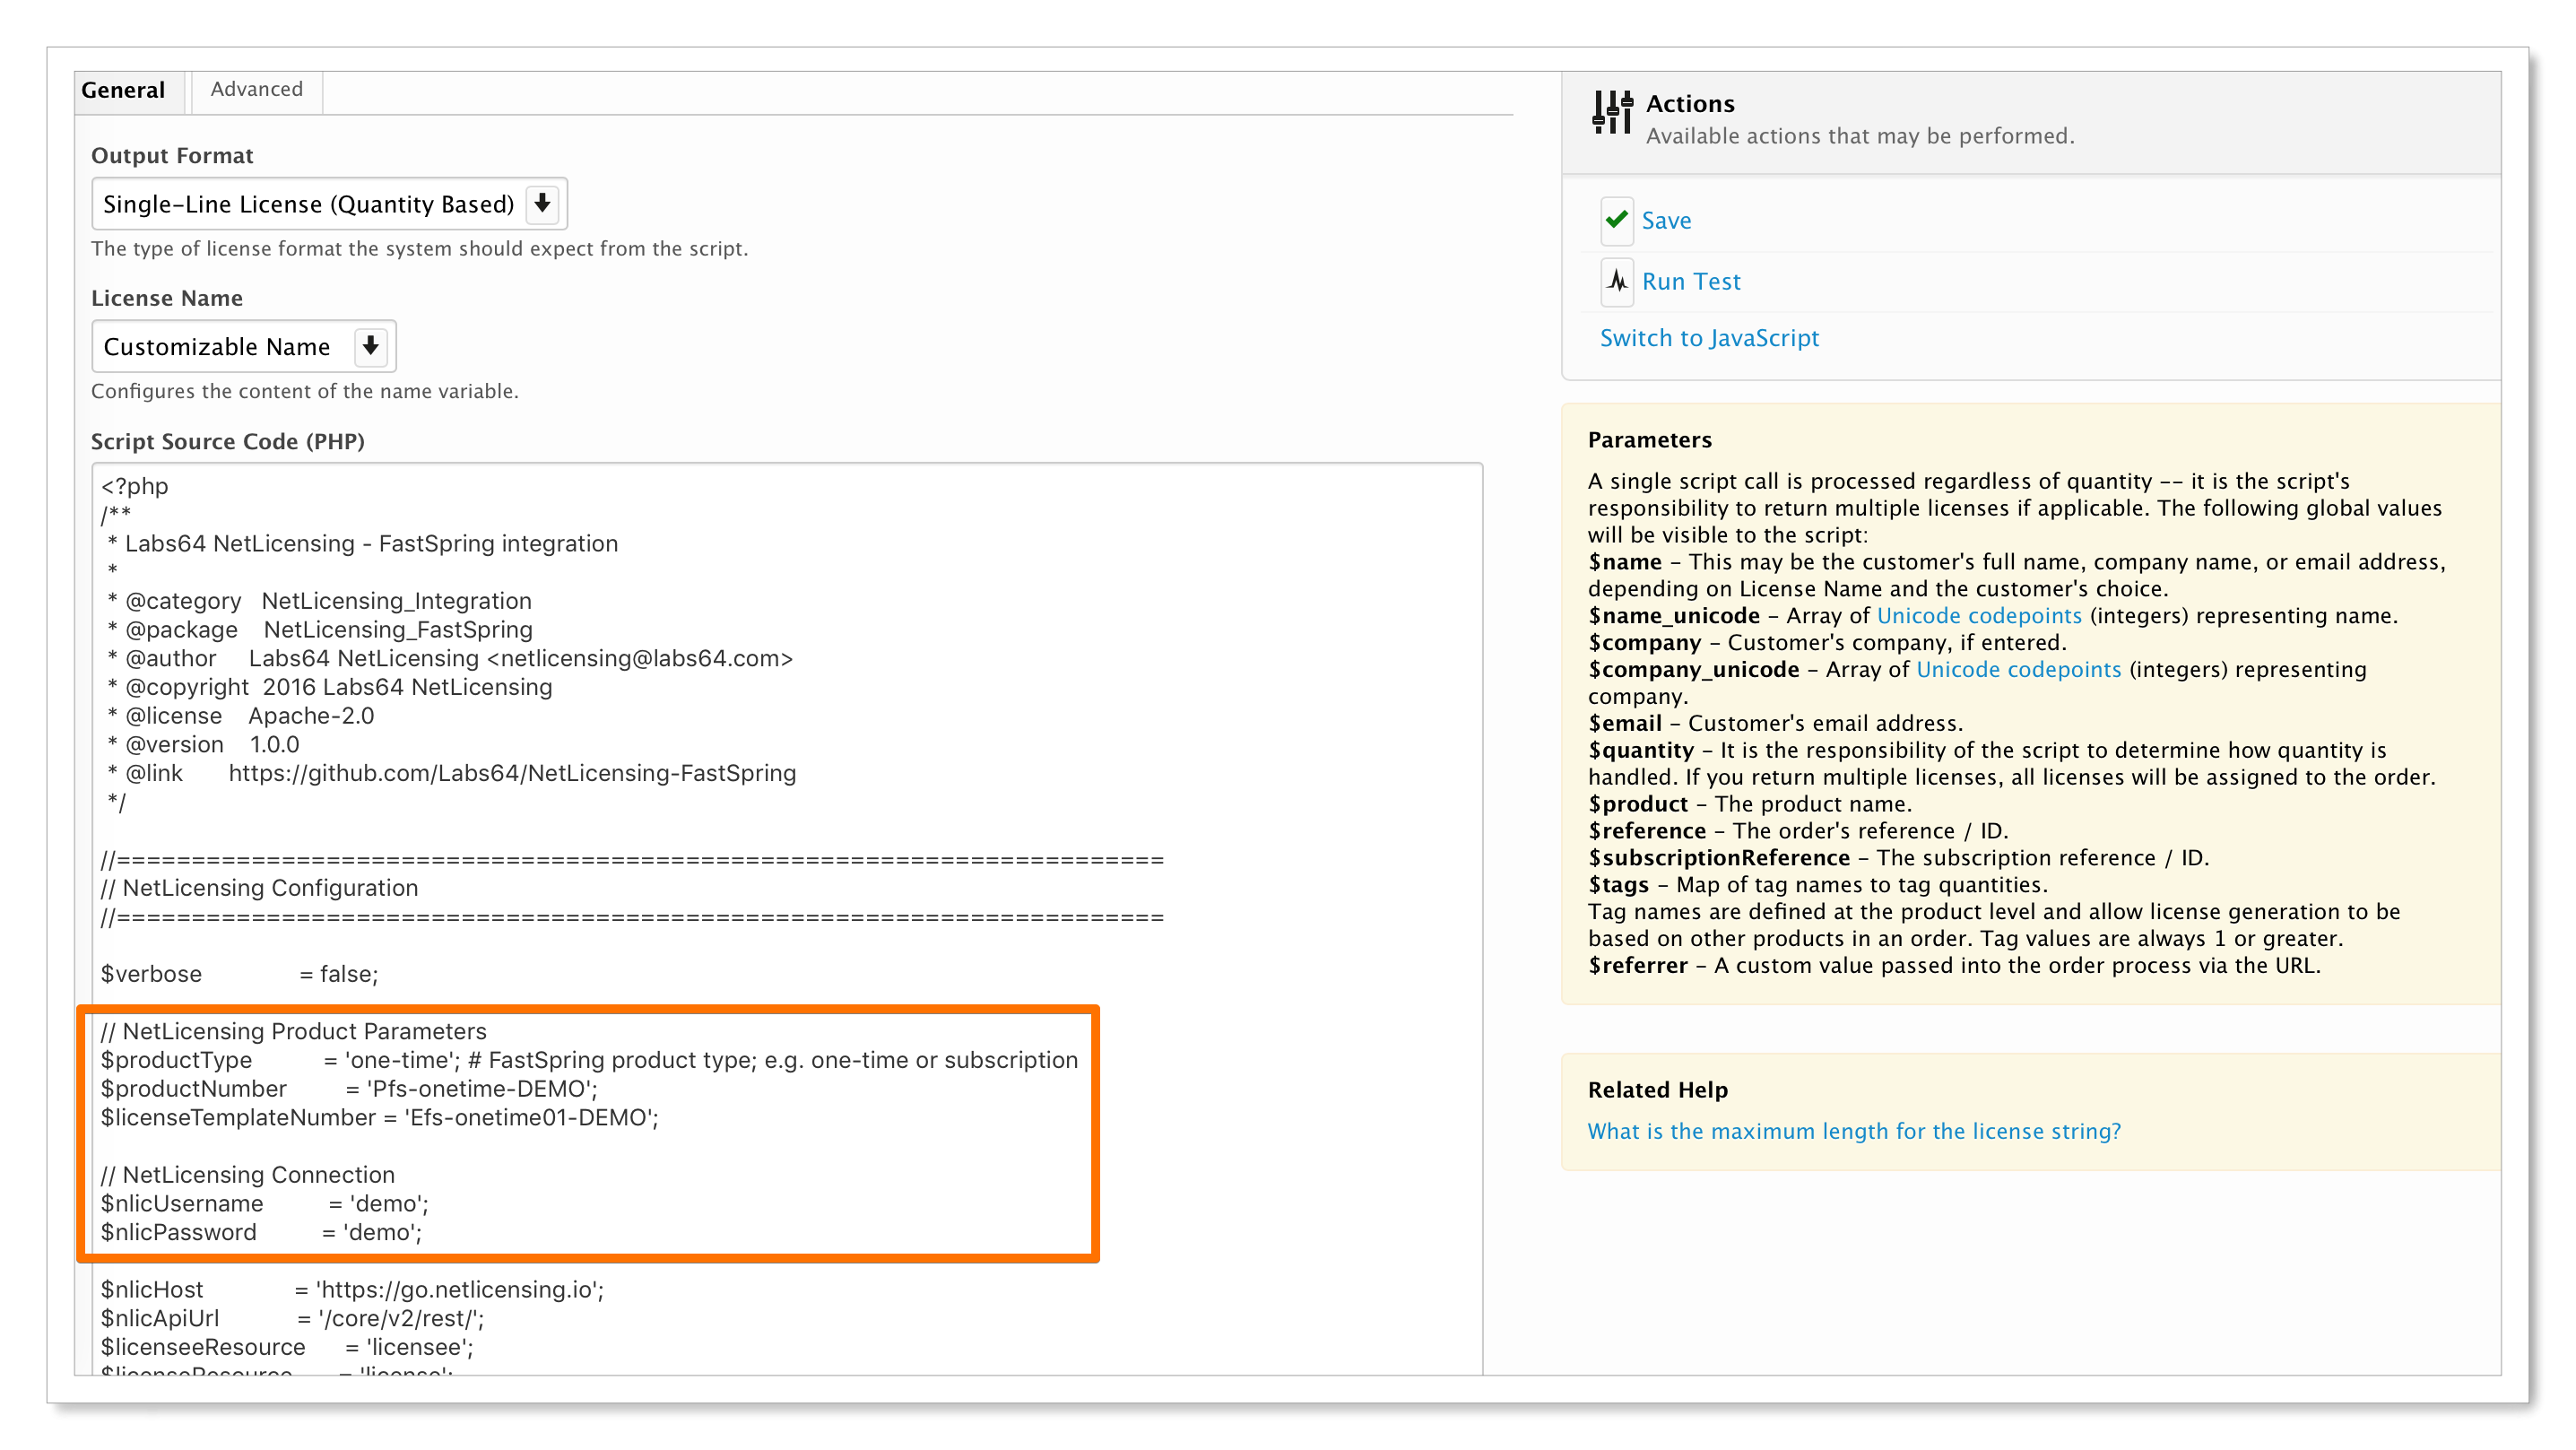 General
Advanced
Output Format
Single-Line License (Quantity Based)
The type of license format the system should expect from the script.
License Name
Customizable Name
Configures the content of the name variable.
Script Source Code (PHP)
<?php
/**
* Labs64 NetLicensing - FastSpring integration
*
* @category NetLicensing_Integration
* @package NetLicensing_FastSpring
* @author Labs64 NetLicensing <netlicensing@labs64.com>
* @copyright 2016 Labs64 NetLicensing
* @license Apache-2.0
* @version 1.0.0
* @link https://github.com/Labs64/NetLicensing-FastSpring
*/
//======================================================================
// NetLicensing Configuration
//======================================================================
$verbose = false;
// NetLicensing Product Parameters
$productType = 'one-time'; # FastSpring product type; e.g. one-time or subscription
$productNumber = 'Pfs-onetime-DEMO';
$licenseTemplateNumber = 'Efs-onetime01-DEMO';
// NetLicensing Connection
$nlicUsername = 'demo';
$nlicPassword = 'demo';
$nlicHost = 'https://go.netlicensing.io';
$nlicApiUrl = '/core/v2/rest/';
$licenseeResource = 'licensee';
$licenseResource = 'license';
Actions
Available actions that may be performed.
Save
Run Test
Switch to JavaScript
Parameters
A single script call is processed regardless of quantity -- it is the script's
responsibility to return multiple licenses if applicable. The following global values
will be visible to the script:
$name – This may be the customer's full name, company name, or email address,
depending on License Name and the customer's choice.
$name_unicode – Array of Unicode codepoints (integers) representing name.
$company – Customer's company, if entered.
$company_unicode – Array of Unicode codepoints (integers) representing
company.
$email – Customer's email address.
$quantity – It is the responsibility of the script to determine how quantity is
handled. If you return multiple licenses, all licenses will be assigned to the order.
$product – The product name.
$reference – The order's reference / ID.
$subscriptionReference – The subscription reference / ID.
$tags – Map of tag names to tag quantities.
Tag names are defined at the product level and allow license generation to be
based on other products in an order. Tag values are always 1 or greater.
$referrer – A custom value passed into the order process via the URL.
Related Help
What is the maximum length for the license string?